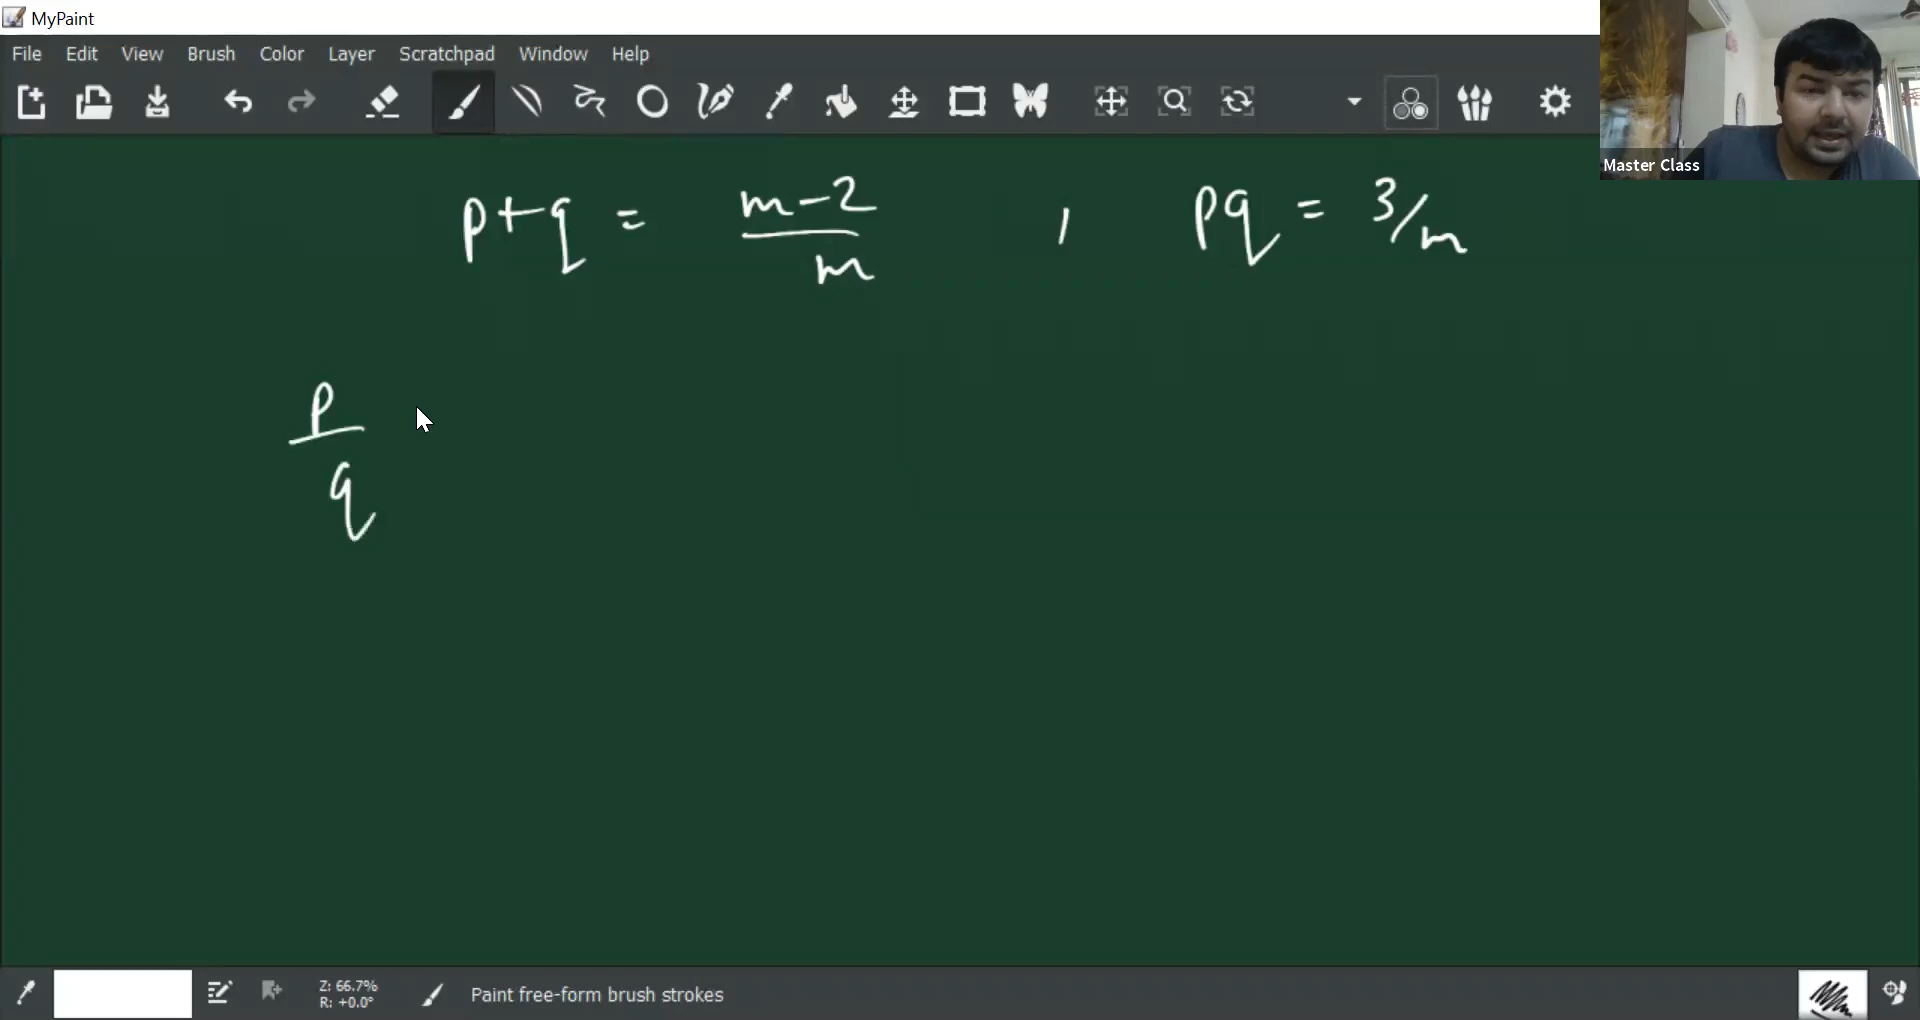 MyPaint
File Edit View Brush Color Layer Scratchpad Window Help
Master Class
p+q = m-2/m , pq = 3/m
p/q
Z: 66.7%
R: +0.0°
Paint free-form brush strokes